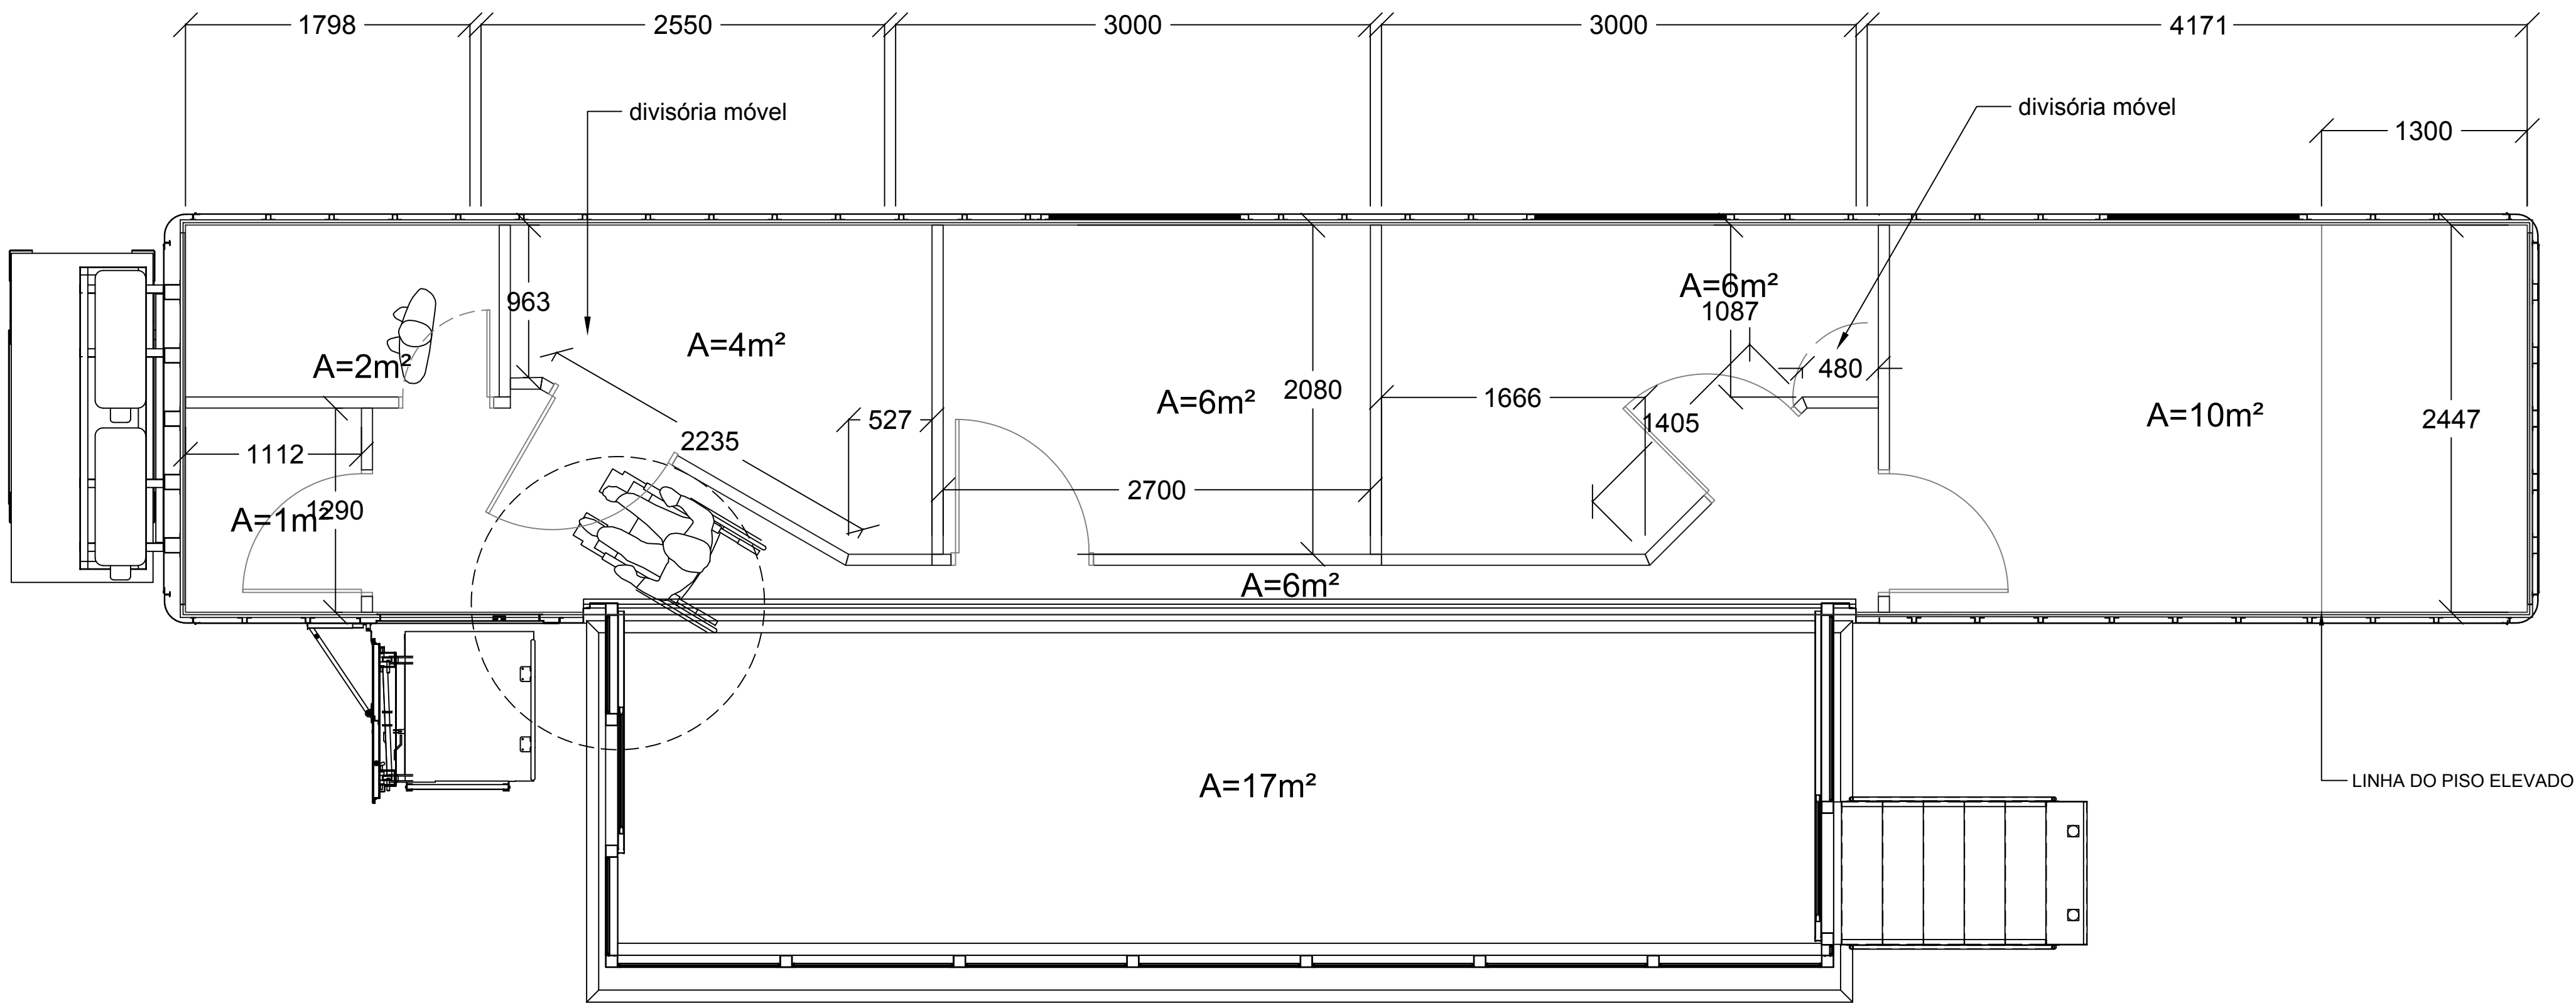 1798
2550
3000
3000
4171
divisória móvel
divisória móvel
1300
A=6m²
963
1087
A=4m²
A=2m²
480
2080
A=6m²
1666
A=10m²
527
2447
1405
2235
1112
2700
A=1m²
1290
A=6m²
A=17m²
LINHA DO PISO ELEVADO